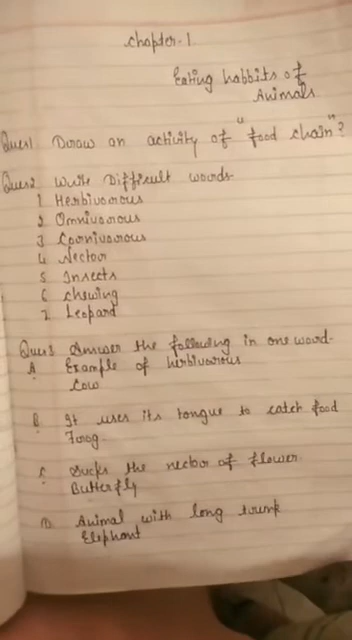 chapter-1
Eating habbits of
Animals
Ques1 Draw an activity of "food chain"?
Ques2 Write Difficult words
1 Herbivorous
2 Omnivorous
3 Carnivorous
4 Nectar
5 Insects
6 chewing
7 Leopard
Ques3 Answer the following in one word.
A Example of herbivorous
Cow
B It uses its tongue to catch food
Frog.
C Sucks the nectar of flower
Butterfly
D Animal with long trunk
Elephant